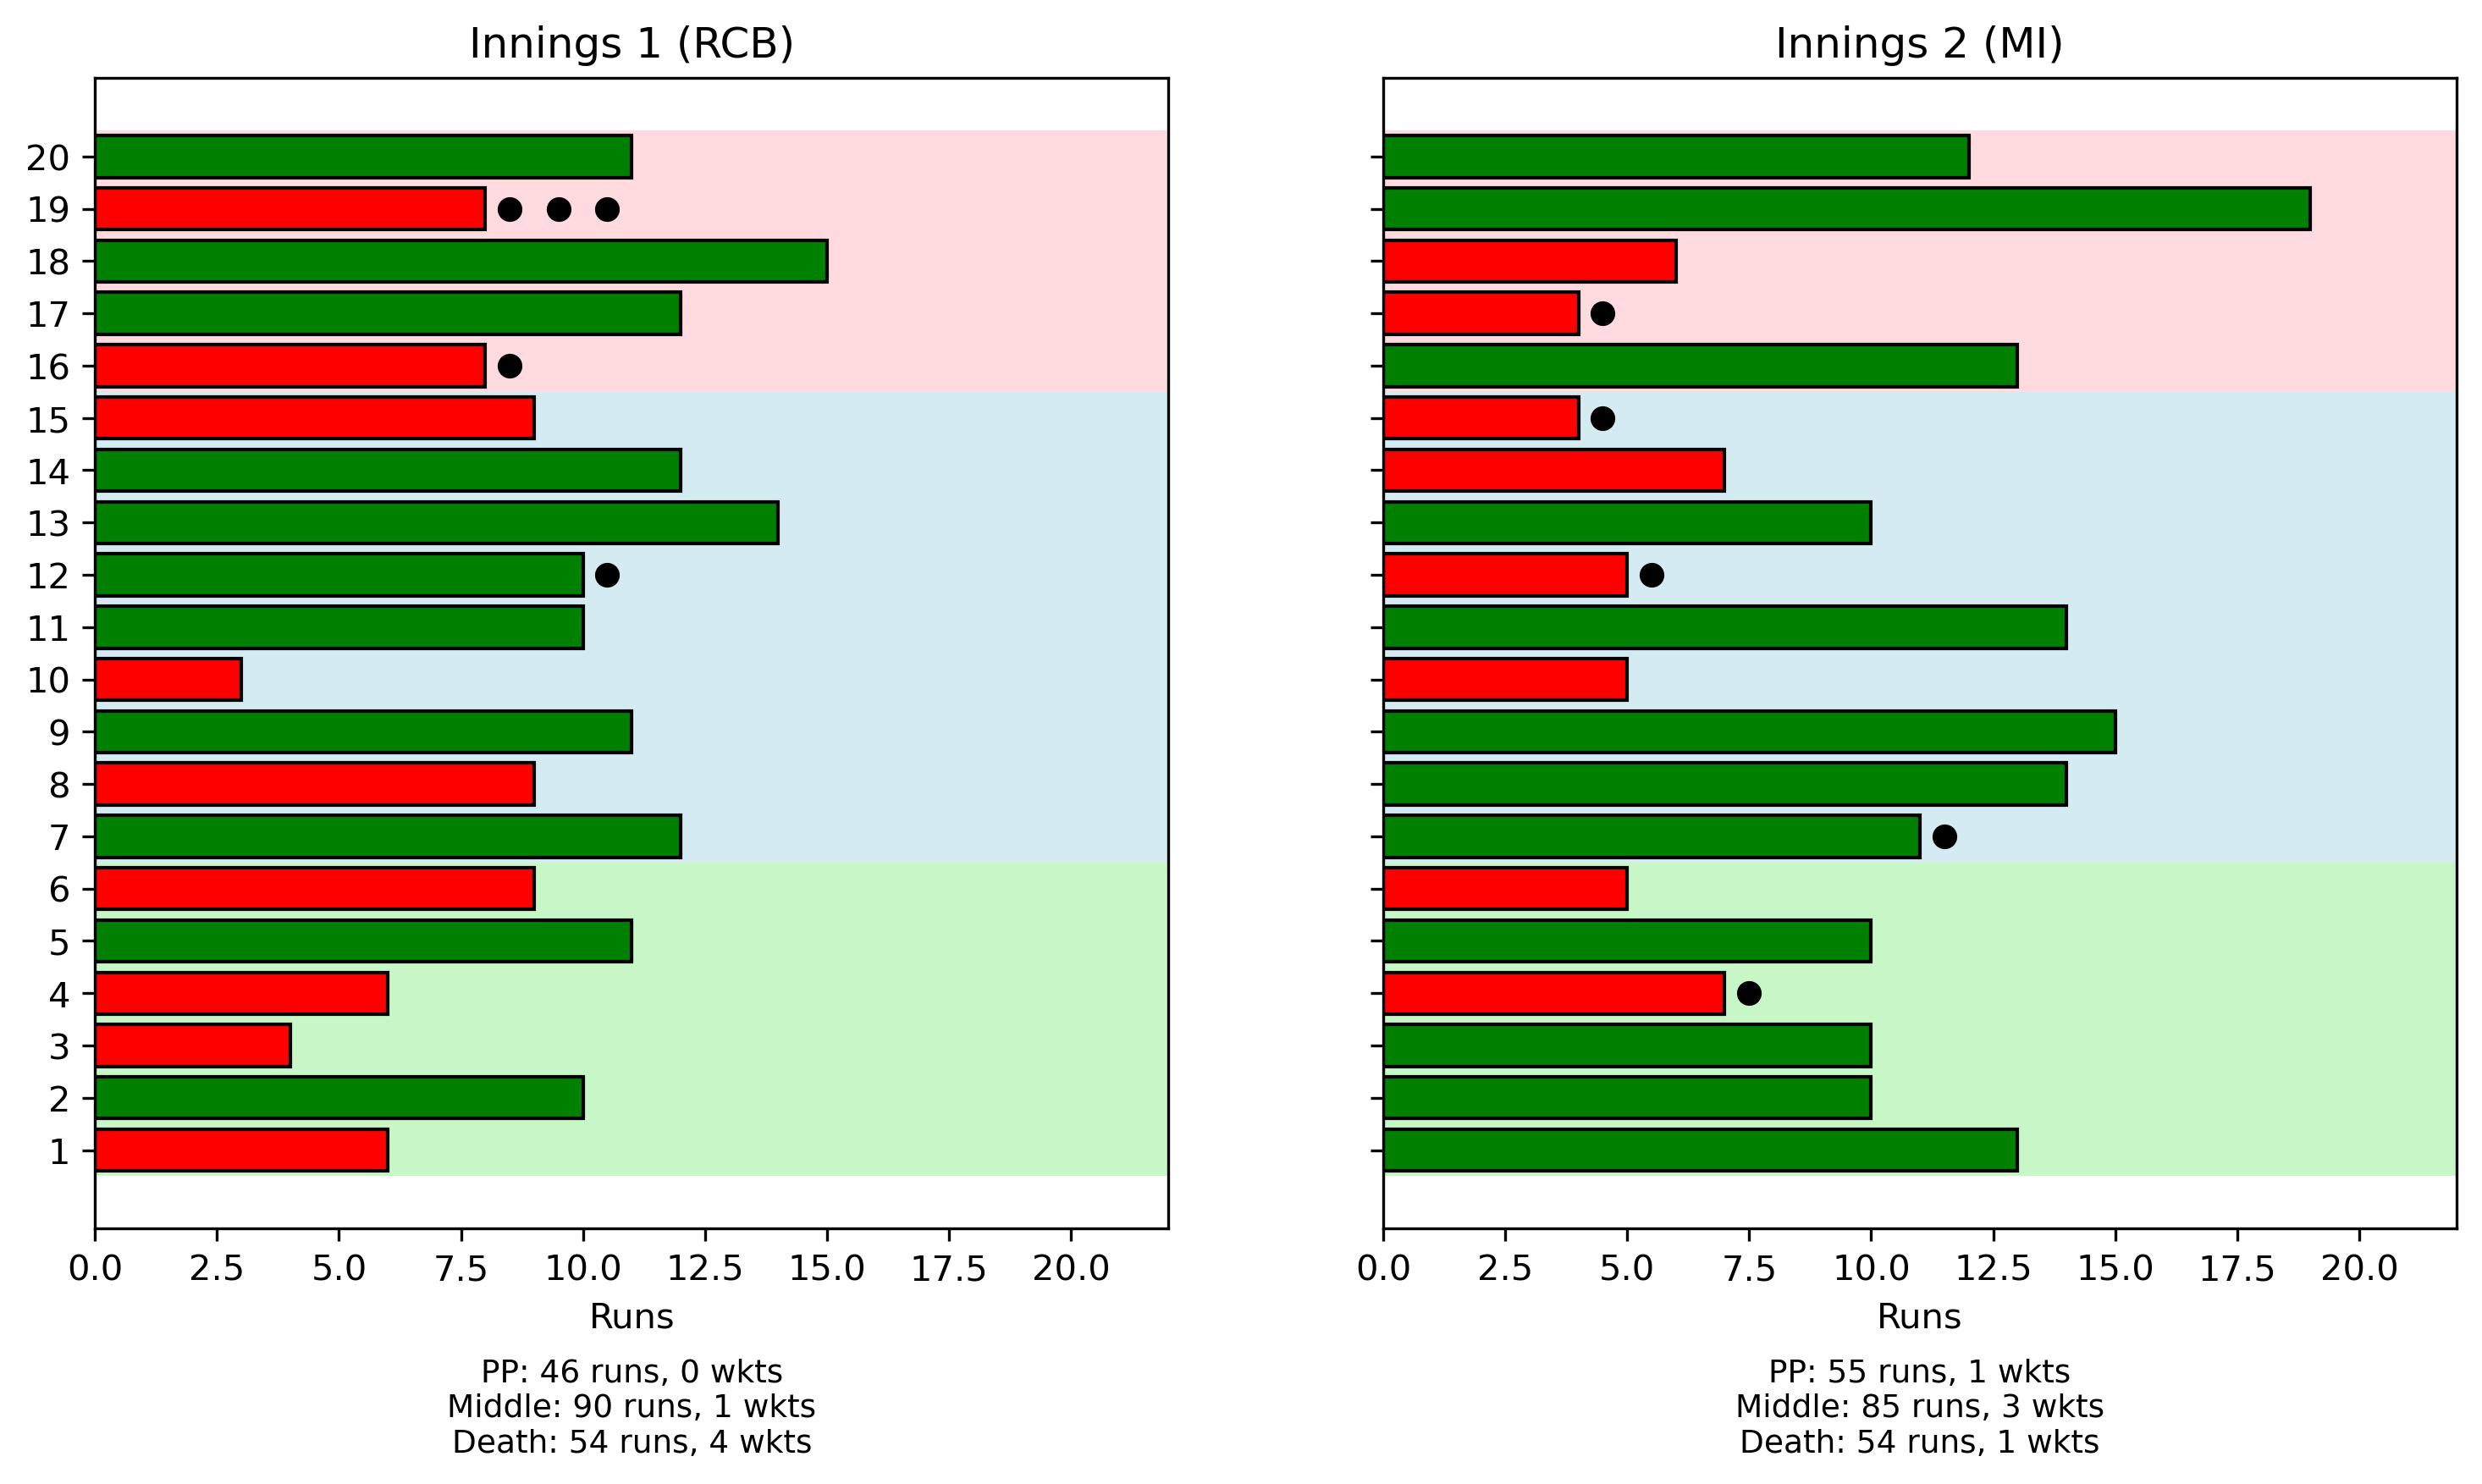 Innings 1 (RCB)
20
19
18
17
16
15
14
13
12
11
10
9
8
7
6
5
4
3
2
1
0.0 2.5 5.0 7.5 10.0 12.5 15.0 17.5 20.0
Runs
PP: 46 runs, 0 wkts
Middle: 90 runs, 1 wkts
Death: 54 runs, 4 wkts
Innings 2 (MI)
0.0 2.5 5.0 7.5 10.0 12.5 15.0 17.5 20.0
Runs
PP: 55 runs, 1 wkts
Middle: 85 runs, 3 wkts
Death: 54 runs, 1 wkts